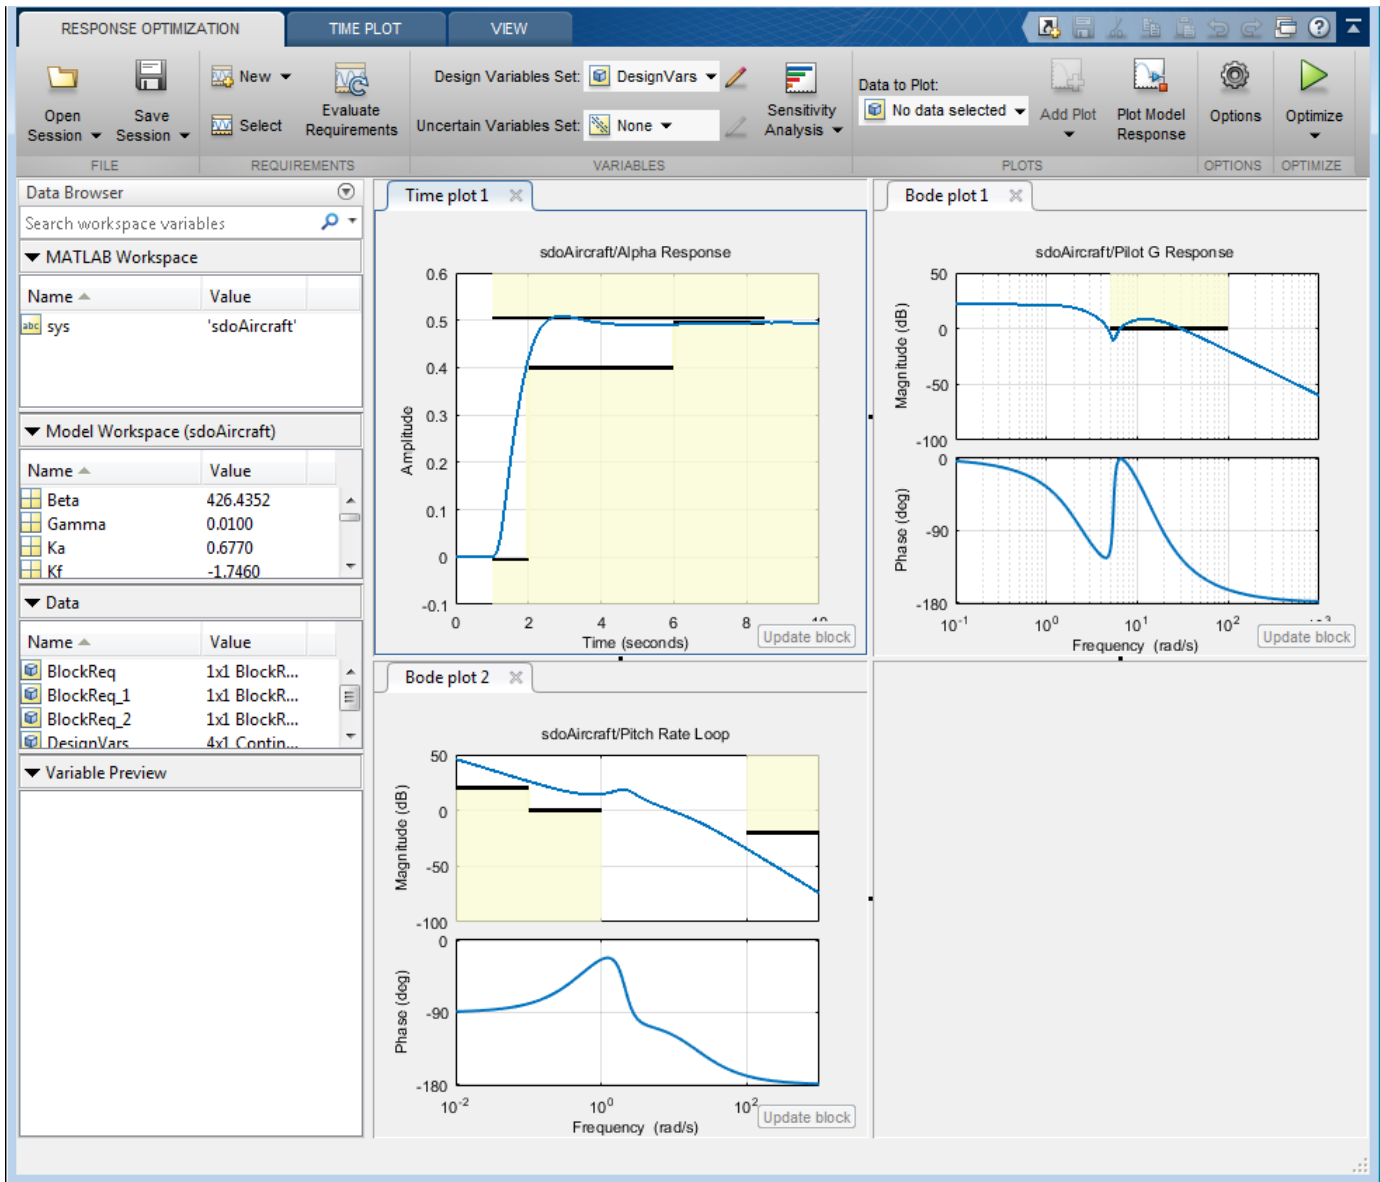 RESPONSE OPTIMIZATION TIME PLOT VIEW
New Design Variables Set: DesignVars Data to Plot:
Open Session Save Session Select Evaluate Requirements Uncertain Variables Set: None Sensitivity Analysis No data selected Add Plot Plot Model Response Options Optimize
FILE REQUIREMENTS VARIABLES PLOTS OPTIONS OPTIMIZE
Data Browser
Search workspace variables
MATLAB Workspace
Name Value
abc sys 'sdoAircraft'
Model Workspace (sdoAircraft)
Name Value
Beta 426.4352
Gamma 0.0100
Ka 0.6770
Kf -1.7460
Data
Name Value
BlockReq 1x1 BlockR...
BlockReq_1 1x1 BlockR...
BlockReq_2 1x1 BlockR...
DesignVars 4x1 Contin...
Variable Preview
Time plot 1
sdoAircraft/Alpha Response
Amplitude
0.6
0.5
0.4
0.3
0.2
0.1
0
-0.1
0 2 4 6 8 10
Time (seconds)
Update block
Bode plot 1
sdoAircraft/Pilot G Response
Magnitude (dB)
50
0
-50
-100
Phase (deg)
0
-90
-180
10-1 100 101 102 103
Frequency (rad/s)
Update block
Bode plot 2
sdoAircraft/Pitch Rate Loop
Magnitude (dB)
50
0
-50
-100
Phase (deg)
0
-90
-180
10-2 100 102
Frequency (rad/s)
Update block